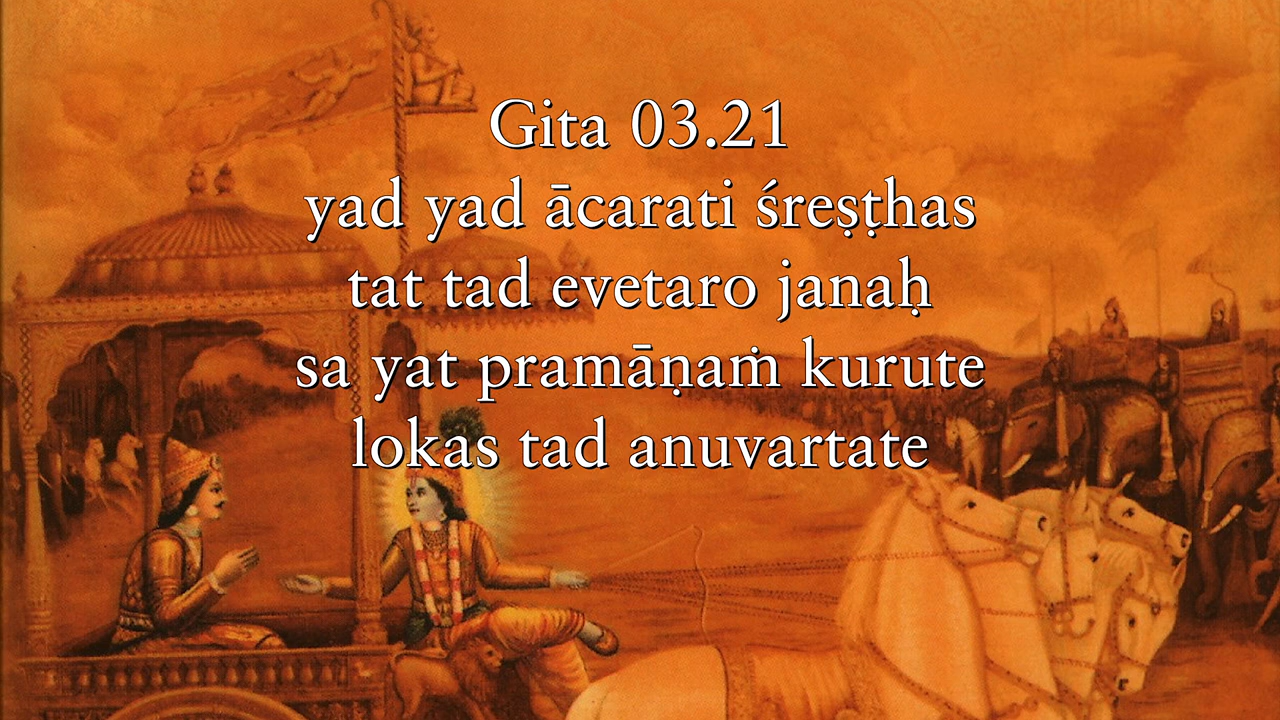 Gita 03.21
yad yad ācarati śreṣṭhas
tat tad evetaro janaḥ
sa yat pramāṇaṁ kurute
lokas tad anuvartate